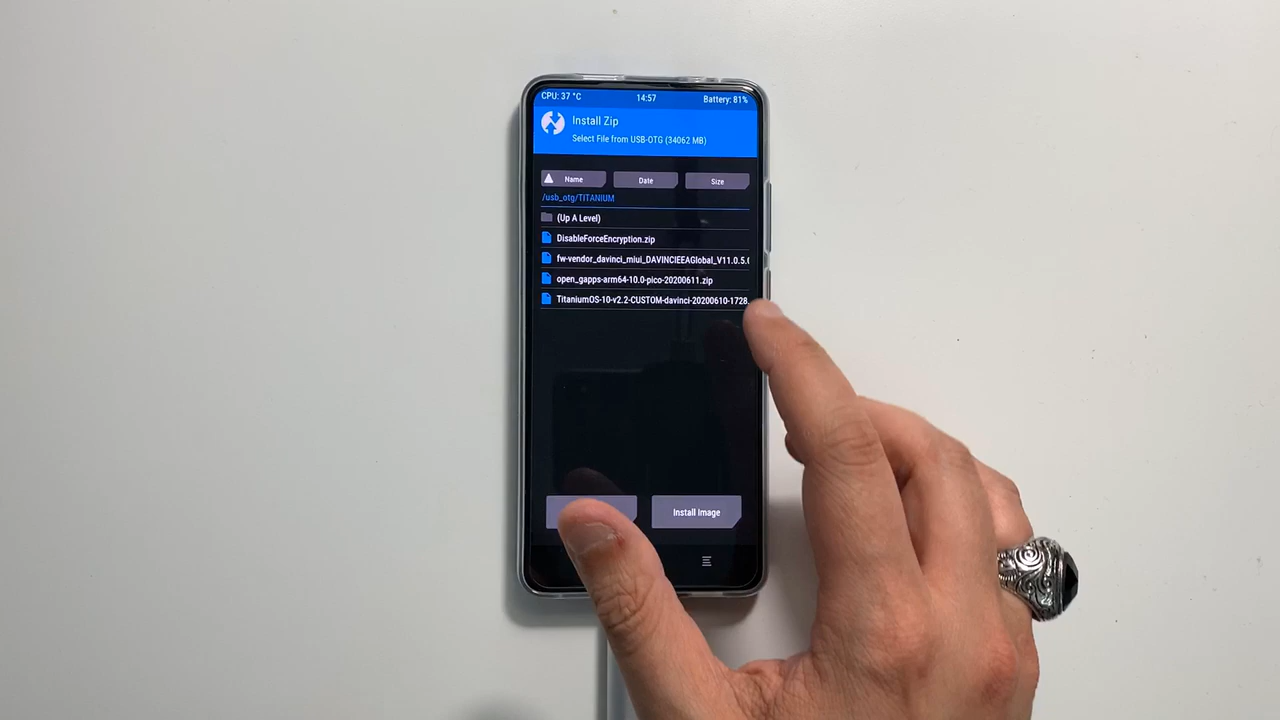 CPU: 37 °C 14:57 Battery: 81%
Install Zip
Select File from USB-OTG (34062 MB)
Name Date Size
/usb_otg/TITANIUM
(Up A Level)
DisableForceEncryption.zip
fw-vendor_davinci_miui_DAVINCIEEAGlobal_V11.0.5.0
open_gapps-arm64-10.0-pico-20200611.zip
TitaniumOS-10-v2.2-CUSTOM-davinci-20200610-1728.
Install Image